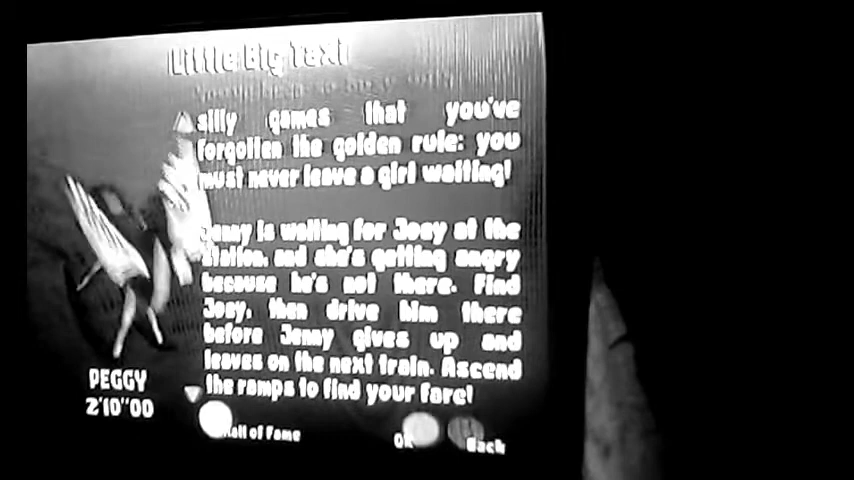 Little Big Taxi
silly games that you've
forgotten the golden rule: you
must never leave a girl waiting!
Jenny is waiting for Joey at the
station, and she's getting angry
because he's not there. Find
Joey, then drive him there
before Jenny gives up and
leaves on the next train. Ascend
the ramps to find your fare!
PEGGY
2'10"00
Hall of Fame
OK
Back